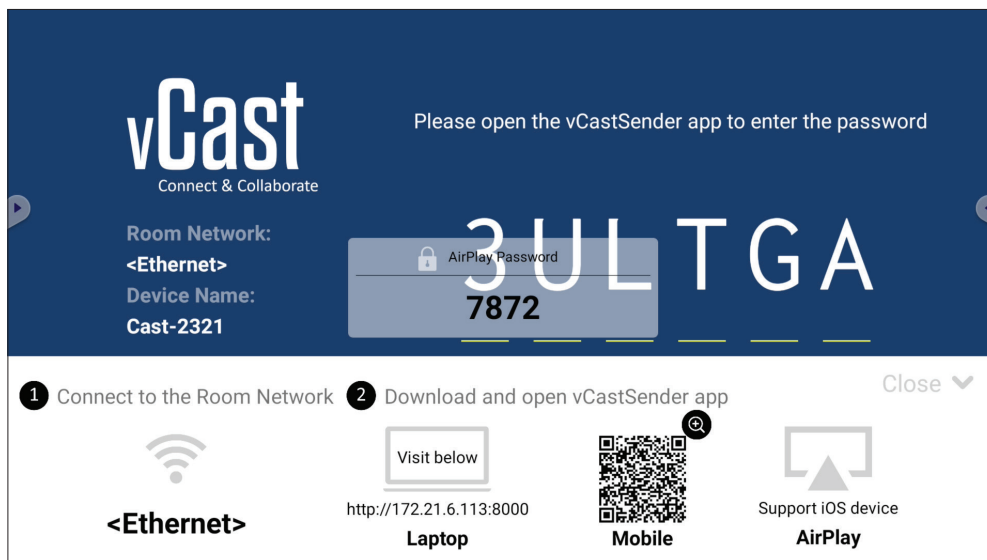 vCast
Connect & Collaborate
Please open the vCastSender app to enter the password
Room Network:
<Ethernet>
Device Name:
Cast-2321
3ULTGA
AirPlay Password
7872
1 Connect to the Room Network
2 Download and open vCastSender app
Close
<Ethernet>
Visit below
http://172.21.6.113:8000
Laptop
Mobile
Support iOS device
AirPlay